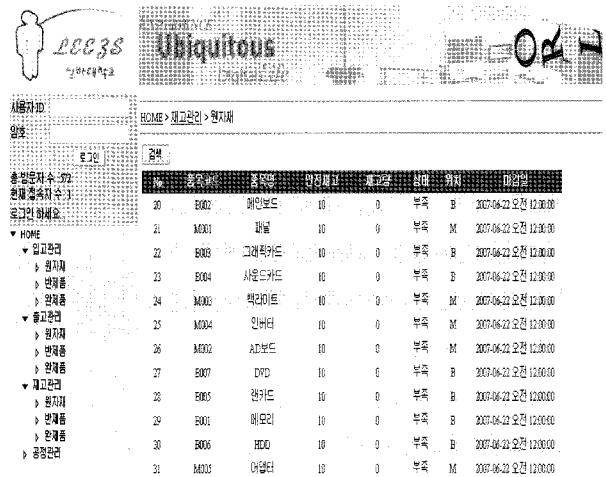 LEE3S
인하대학교
EXPERIENCE
Ubiquitous
사용자 ID
암호
로그인
총 방문자 수 : 572
현재 접속자 수 : 1
로그인 하세요
▼ HOME
▼ 입고관리
▷ 원자재
▷ 반제품
▷ 완제품
▼ 출고관리
▷ 원자재
▷ 반제품
▷ 완제품
▼ 재고관리
▷ 원자재
▷ 반제품
▷ 완제품
▷ 공정관리
HOME > 재고관리 > 원자재
검색
No. 품목코드 품목명 안전재고 재고량 상태 위치 마감일
20 B002 메인보드 10 0 부족 B 2007-06-22 오전 12:00:00
21 M001 패널 10 0 부족 M 2007-06-22 오전 12:00:00
22 B003 그래픽카드 10 0 부족 B 2007-06-22 오전 12:00:00
23 B004 사운드카드 10 0 부족 B 2007-06-22 오전 12:00:00
24 M003 백라이트 10 0 부족 M 2007-06-22 오전 12:00:00
25 M004 인버터 10 0 부족 M 2007-06-22 오전 12:00:00
26 M002 AD보드 10 0 부족 M 2007-06-22 오전 12:00:00
27 B007 DVD 10 0 부족 B 2007-06-22 오전 12:00:00
28 B005 랜카드 10 0 부족 B 2007-06-22 오전 12:00:00
29 B001 메모리 10 0 부족 B 2007-06-22 오전 12:00:00
30 B006 HDD 10 0 부족 B 2007-06-22 오전 12:00:00
31 M005 어댑터 10 0 부족 M 2007-06-22 오전 12:00:00